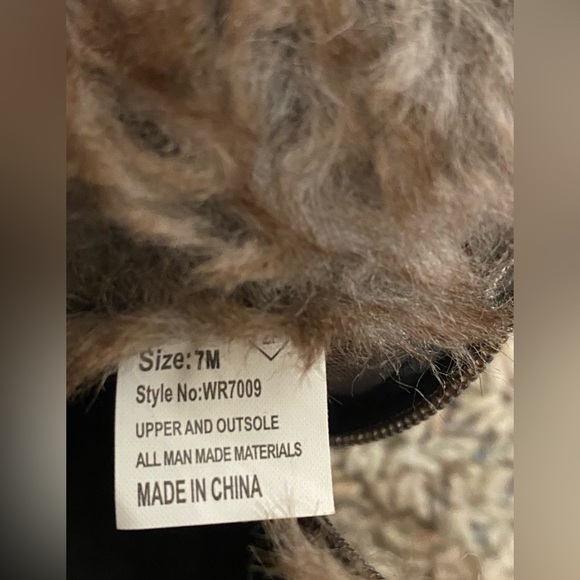 Size: 7M
Style No:WR7009
UPPER AND OUTSOLE
ALL MAN MADE MATERIALS
MADE IN CHINA